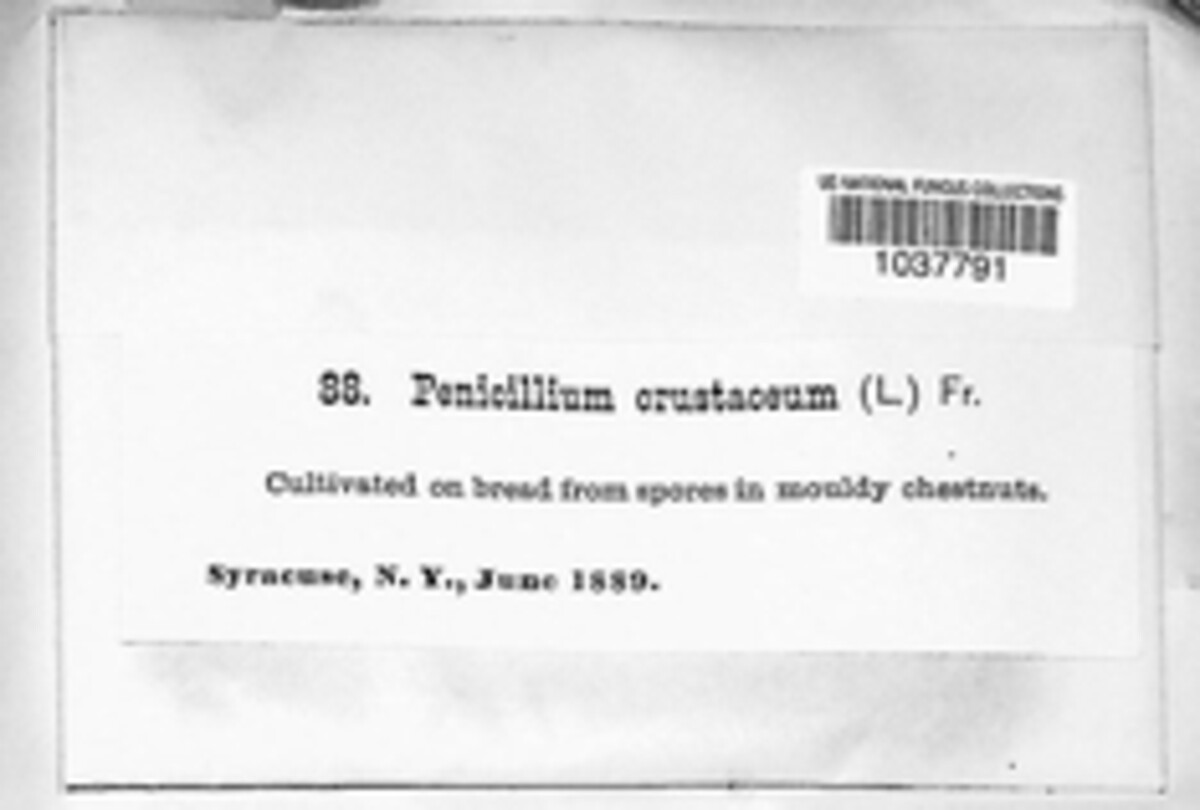 US NATIONAL FUNGUS COLLECTIONS
1037791
38. Penicillium crustaceum (L.) Fr.
Cultivated on bread from spores in mouldy chestnuts.
Syracuse, N. Y., June 1889.